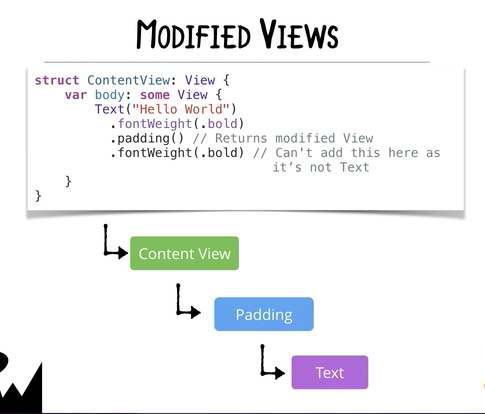 MODIFIED VIEWS
struct ContentView: View {
var body: some View {
Text("Hello World")
.fontWeight(.bold)
.padding() // Returns modified View
.fontWeight(.bold) // Can't add this here as
it's not Text
}
}
Content View
Padding
Text